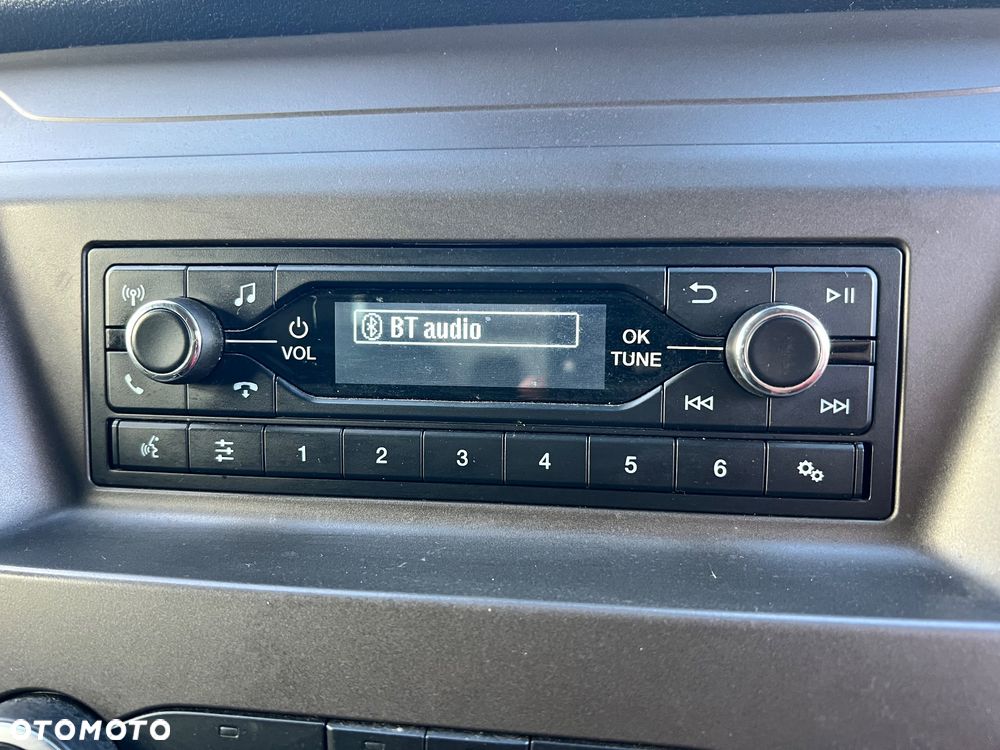 BT audio
VOL
OK
TUNE
1 2 3 4 5 6
OTOMOTO